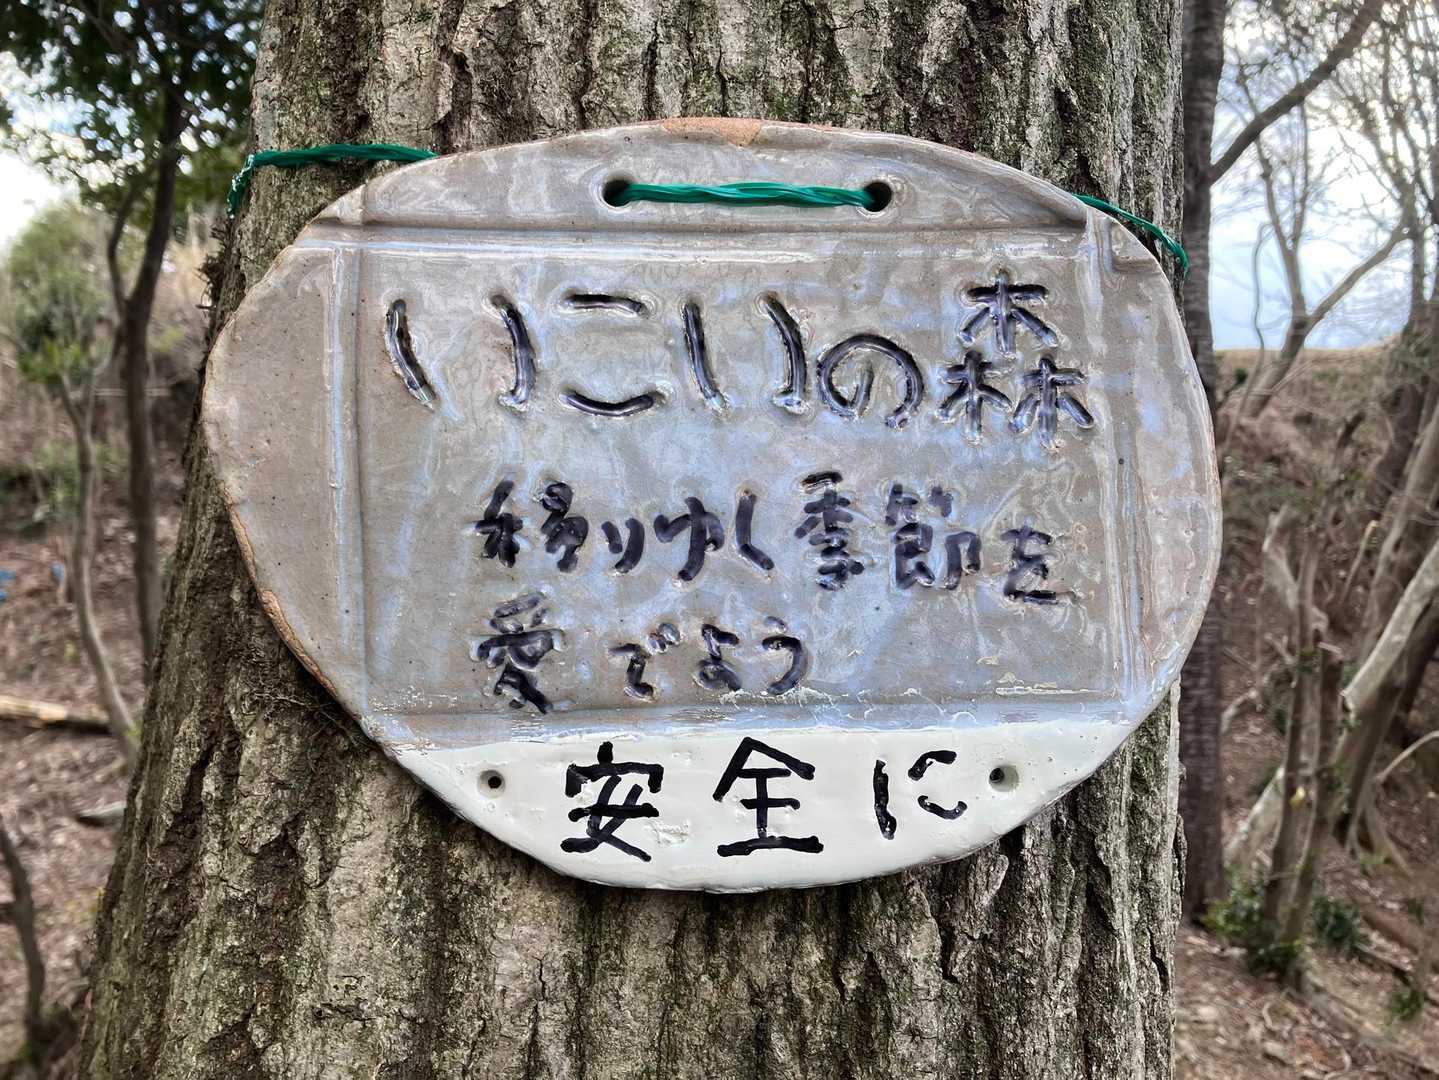 いこいの森
移りゆく季節を
愛でよう
安全に